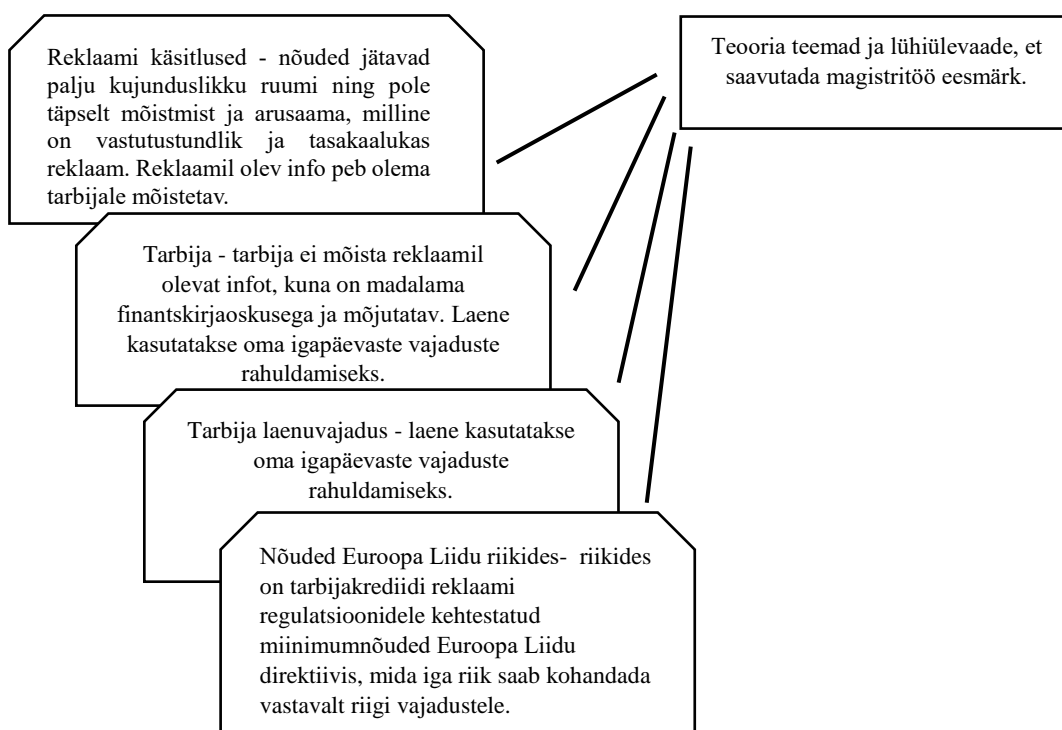 Reklaami käsitlused - nõuded jätavad
palju kujunduslikku ruumi ning pole
täpselt mõistmist ja arusaama, milline
on vastutustundlik ja tasakaalukas
reklaam. Reklaamil olev info peb olema
tarbijale mõistetav.
Teooria teemad ja lühiülevaade, et
saavutada magistritöö eesmärk.
Tarbija - tarbija ei mõista reklaamil
olevat infot, kuna on madalama
finantskirjaoskusega ja mõjutatav. Laene
kasutatakse oma igapäevaste vajaduste
rahuldamiseks.
Tarbija laenuvajadus - laene kasutatakse
oma igapäevaste vajaduste
rahuldamiseks.
Nõuded Euroopa Liidu riikides- riikides
on tarbijakrediidi reklaami
regulatsioonidele kehtestatud
miinimumnõuded Euroopa Liidu
direktiivis, mida iga riik saab kohandada
vastavalt riigi vajadustele.